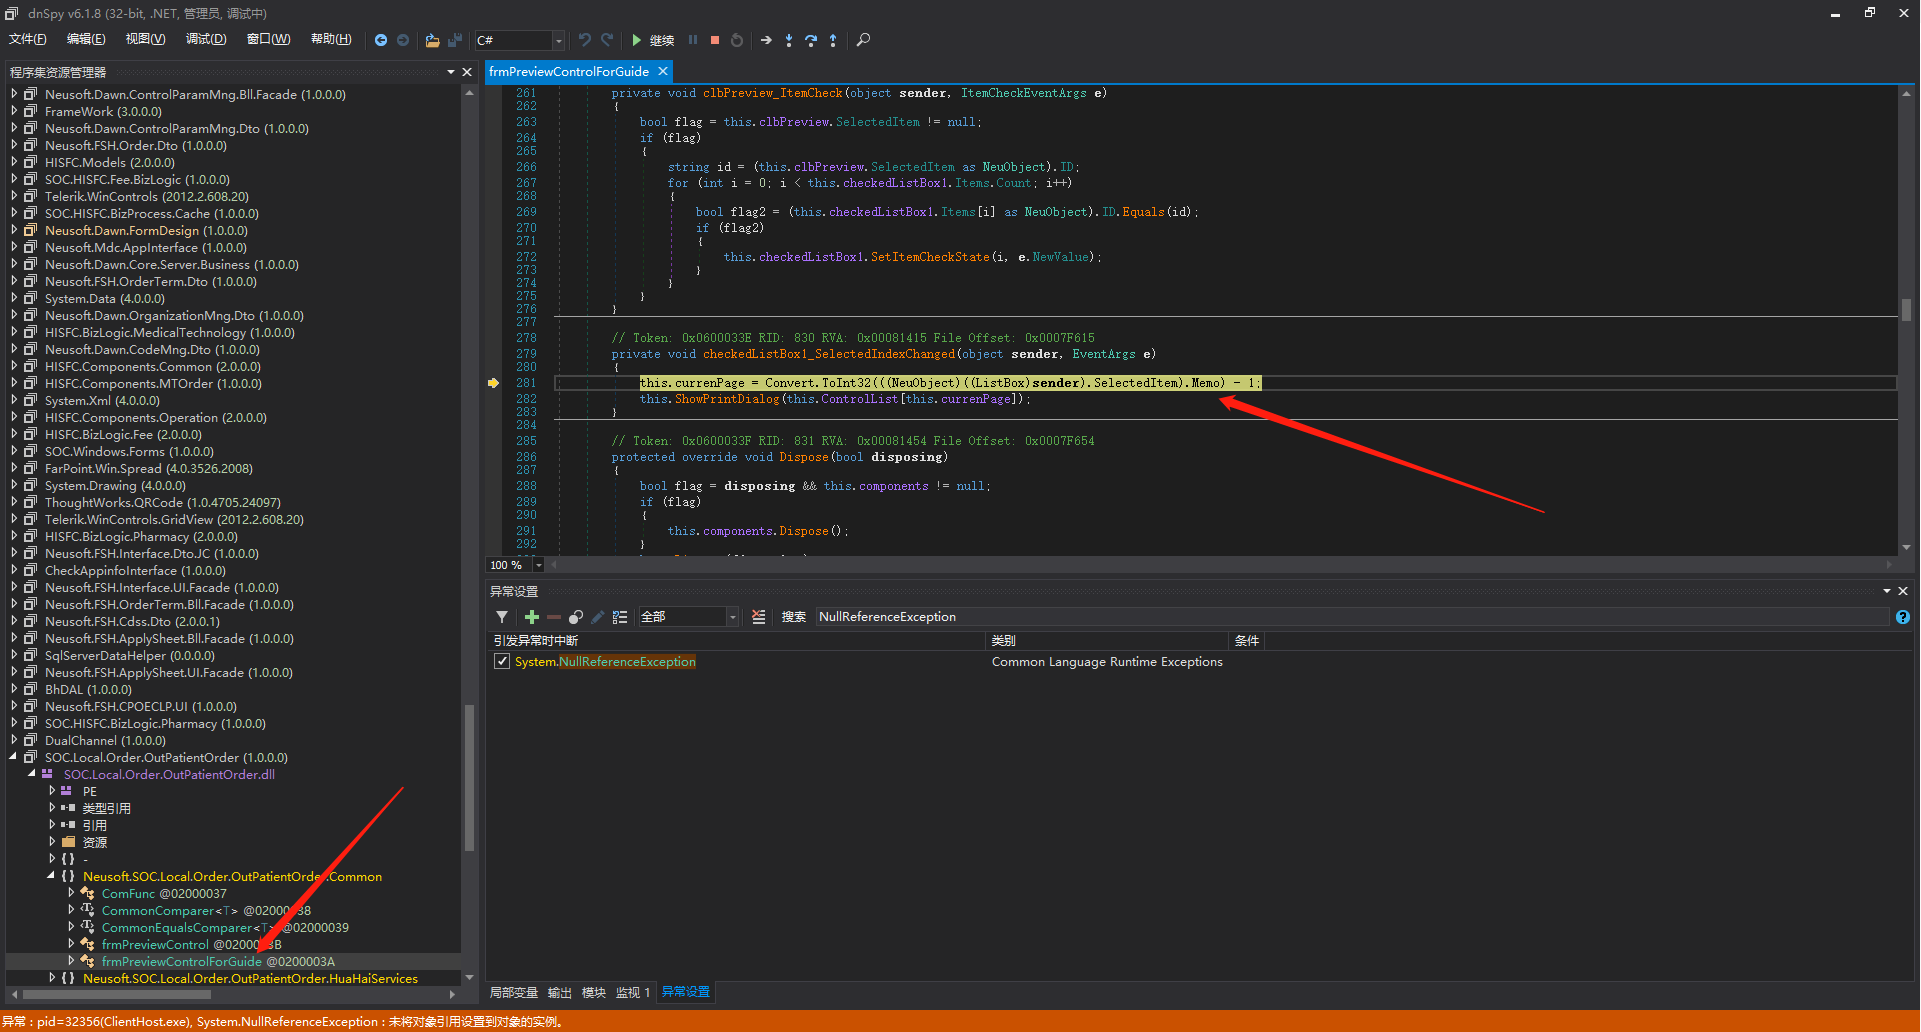 dnSpy v6.1.8 (32-bit, .NET, 管理员, 调试中)
文件(F) 编辑(E) 视图(V) 调试(D) 窗口(W) 帮助(H) C# 继续
程序集资源管理器
Neusoft.Dawn.ControlParamMng.Bll.Facade (1.0.0.0)
FrameWork (3.0.0.0)
Neusoft.Dawn.ControlParamMng.Dto (1.0.0.0)
Neusoft.FSH.Order.Dto (1.0.0.0)
HISFC.Models (2.0.0.0)
SOC.HISFC.Fee.BizLogic (1.0.0.0)
Telerik.WinControls (2012.2.608.20)
SOC.HISFC.BizProcess.Cache (1.0.0.0)
Neusoft.Dawn.FormDesign (1.0.0.0)
Neusoft.Mdc.AppInterface (1.0.0.0)
Neusoft.Dawn.Core.Server.Business (1.0.0.0)
Neusoft.FSH.OrderTerm.Dto (1.0.0.0)
System.Data (4.0.0.0)
Neusoft.Dawn.OrganizationMng.Dto (1.0.0.0)
HISFC.BizLogic.MedicalTechnology (1.0.0.0)
Neusoft.Dawn.CodeMng.Dto (1.0.0.0)
HISFC.Components.Common (2.0.0.0)
HISFC.Components.MTOrder (1.0.0.0)
System.Xml (4.0.0.0)
HISFC.Components.Operation (2.0.0.0)
HISFC.BizLogic.Fee (2.0.0.0)
SOC.Windows.Forms (1.0.0.0)
FarPoint.Win.Spread (4.0.3526.2008)
System.Drawing (4.0.0.0)
ThoughtWorks.QRCode (1.0.4705.24097)
Telerik.WinControls.GridView (2012.2.608.20)
HISFC.BizLogic.Pharmacy (2.0.0.0)
Neusoft.FSH.Interface.Dto.JC (1.0.0.0)
CheckAppinfoInterface (1.0.0.0)
Neusoft.FSH.Interface.UI.Facade (1.0.0.0)
Neusoft.FSH.OrderTerm.Bll.Facade (1.0.0.0)
Neusoft.FSH.Cdss.Dto (2.0.0.1)
Neusoft.FSH.ApplySheet.Bll.Facade (1.0.0.0)
SqlServerDataHelper (0.0.0.0)
Neusoft.FSH.ApplySheet.UI.Facade (1.0.0.0)
BhDAL (1.0.0.0)
Neusoft.FSH.CPOECLP.UI (1.0.0.0)
SOC.HISFC.BizLogic.Pharmacy (1.0.0.0)
DualChannel (1.0.0.0)
SOC.Local.Order.OutPatientOrder (1.0.0.0)
SOC.Local.Order.OutPatientOrder.dll
PE
类型引用
引用
资源
{ } -
{ } Neusoft.SOC.Local.Order.OutPatientOrder.Common
ComFunc @02000037
CommonComparer<T> @02000038
CommonEqualsComparer<T> @02000039
frmPreviewControl @0200003B
frmPreviewControlForGuide @0200003A
{ } Neusoft.SOC.Local.Order.OutPatientOrder.HuaHaiServices
frmPreviewControlForGuide
261 private void clbPreview_ItemCheck(object sender, ItemCheckEventArgs e)
262 {
263 bool flag = this.clbPreview.SelectedItem != null;
264 if (flag)
265 {
266 string id = (this.clbPreview.SelectedItem as NeuObject).ID;
267 for (int i = 0; i < this.checkedListBox1.Items.Count; i++)
268 {
269 bool flag2 = (this.checkedListBox1.Items[i] as NeuObject).ID.Equals(id);
270 if (flag2)
271 {
272 this.checkedListBox1.SetItemCheckState(i, e.NewValue);
273 }
274 }
275 }
276 }
277
278 // Token: 0x0600033E RID: 830 RVA: 0x00081415 File Offset: 0x0007F615
279 private void checkedListBox1_SelectedIndexChanged(object sender, EventArgs e)
280 {
281 this.currenPage = Convert.ToInt32(((NeuObject)((ListBox)sender).SelectedItem).Memo) - 1;
282 this.ShowPrintDialog(this.ControlList[this.currenPage]);
283 }
284
285 // Token: 0x0600033F RID: 831 RVA: 0x00081454 File Offset: 0x0007F654
286 protected override void Dispose(bool disposing)
287 {
288 bool flag = disposing && this.components != null;
289 if (flag)
290 {
291 this.components.Dispose();
292 }
100 %
异常设置
全部 搜索 NullReferenceException
引发异常时中断 类别 条件
System.NullReferenceException Common Language Runtime Exceptions
局部变量 输出 模块 监视 1 异常设置
异常 : pid=32356(ClientHost.exe), System.NullReferenceException : 未将对象引用设置到对象的实例。